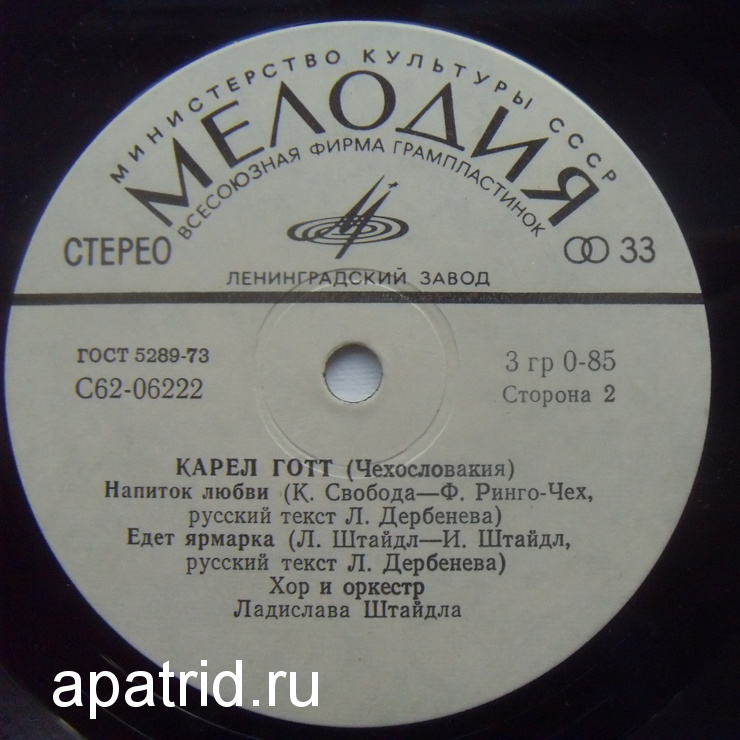 МИНИСТЕРСТВО КУЛЬТУРЫ СССР
МЕЛОДИЯ
ВСЕСОЮЗНАЯ ФИРМА ГРАМПЛАСТИНОК
СТЕРЕО
33
ЛЕНИНГРАДСКИЙ ЗАВОД
ГОСТ 5289-73
С62-06222
3 гр 0-85
Сторона 2
КАРЕЛ ГОТТ (Чехословакия)
Напиток любви (К. Свобода—Ф. Ринго-Чех,
русский текст Л. Дербенева)
Едет ярмарка (Л. Штайдл—И. Штайдл,
русский текст Л. Дербенева)
Хор и оркестр
Ладислава Штайдла
apatrid.ru